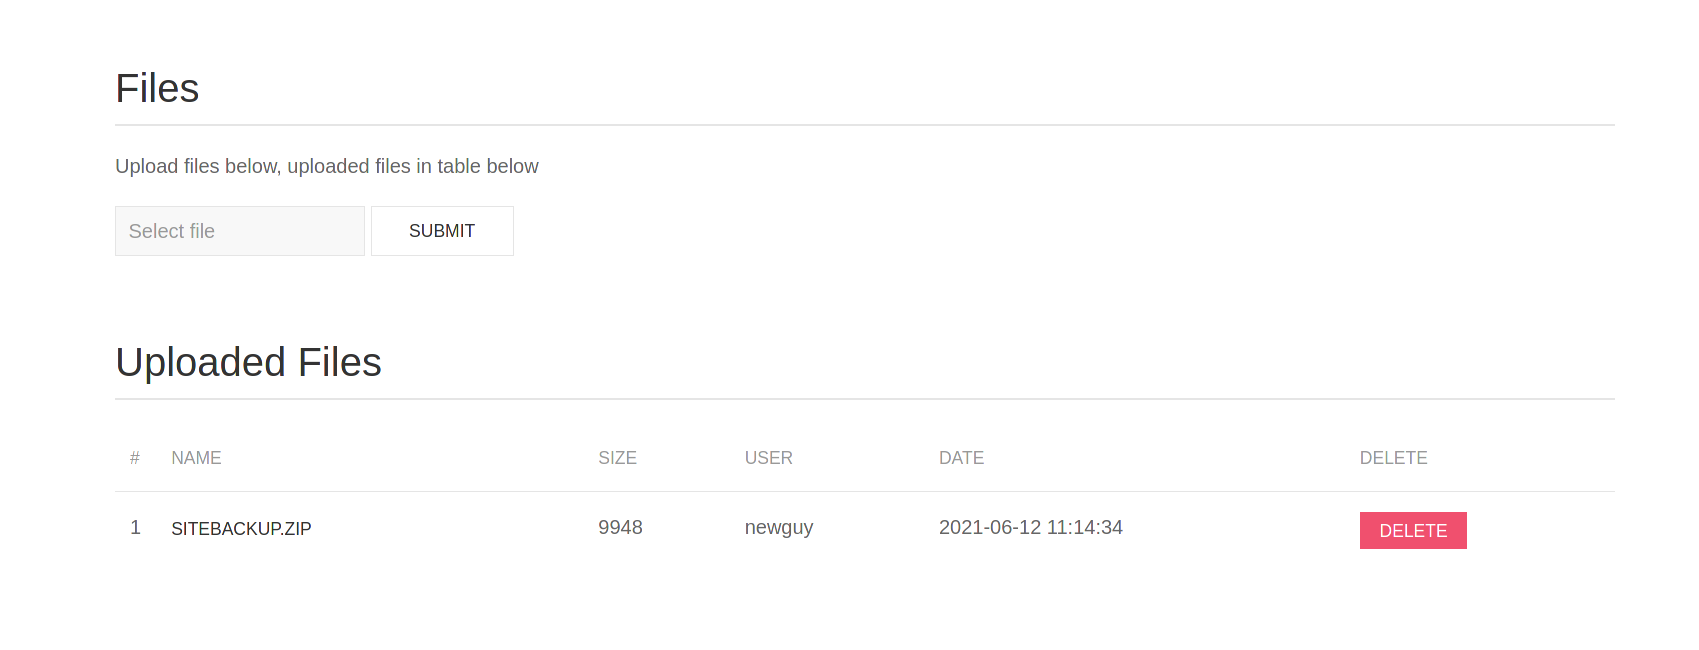 Files
Upload files below, uploaded files in table below
Select file SUBMIT
Uploaded Files
# NAME SIZE USER DATE DELETE
1 SITEBACKUP.ZIP 9948 newguy 2021-06-12 11:14:34 DELETE